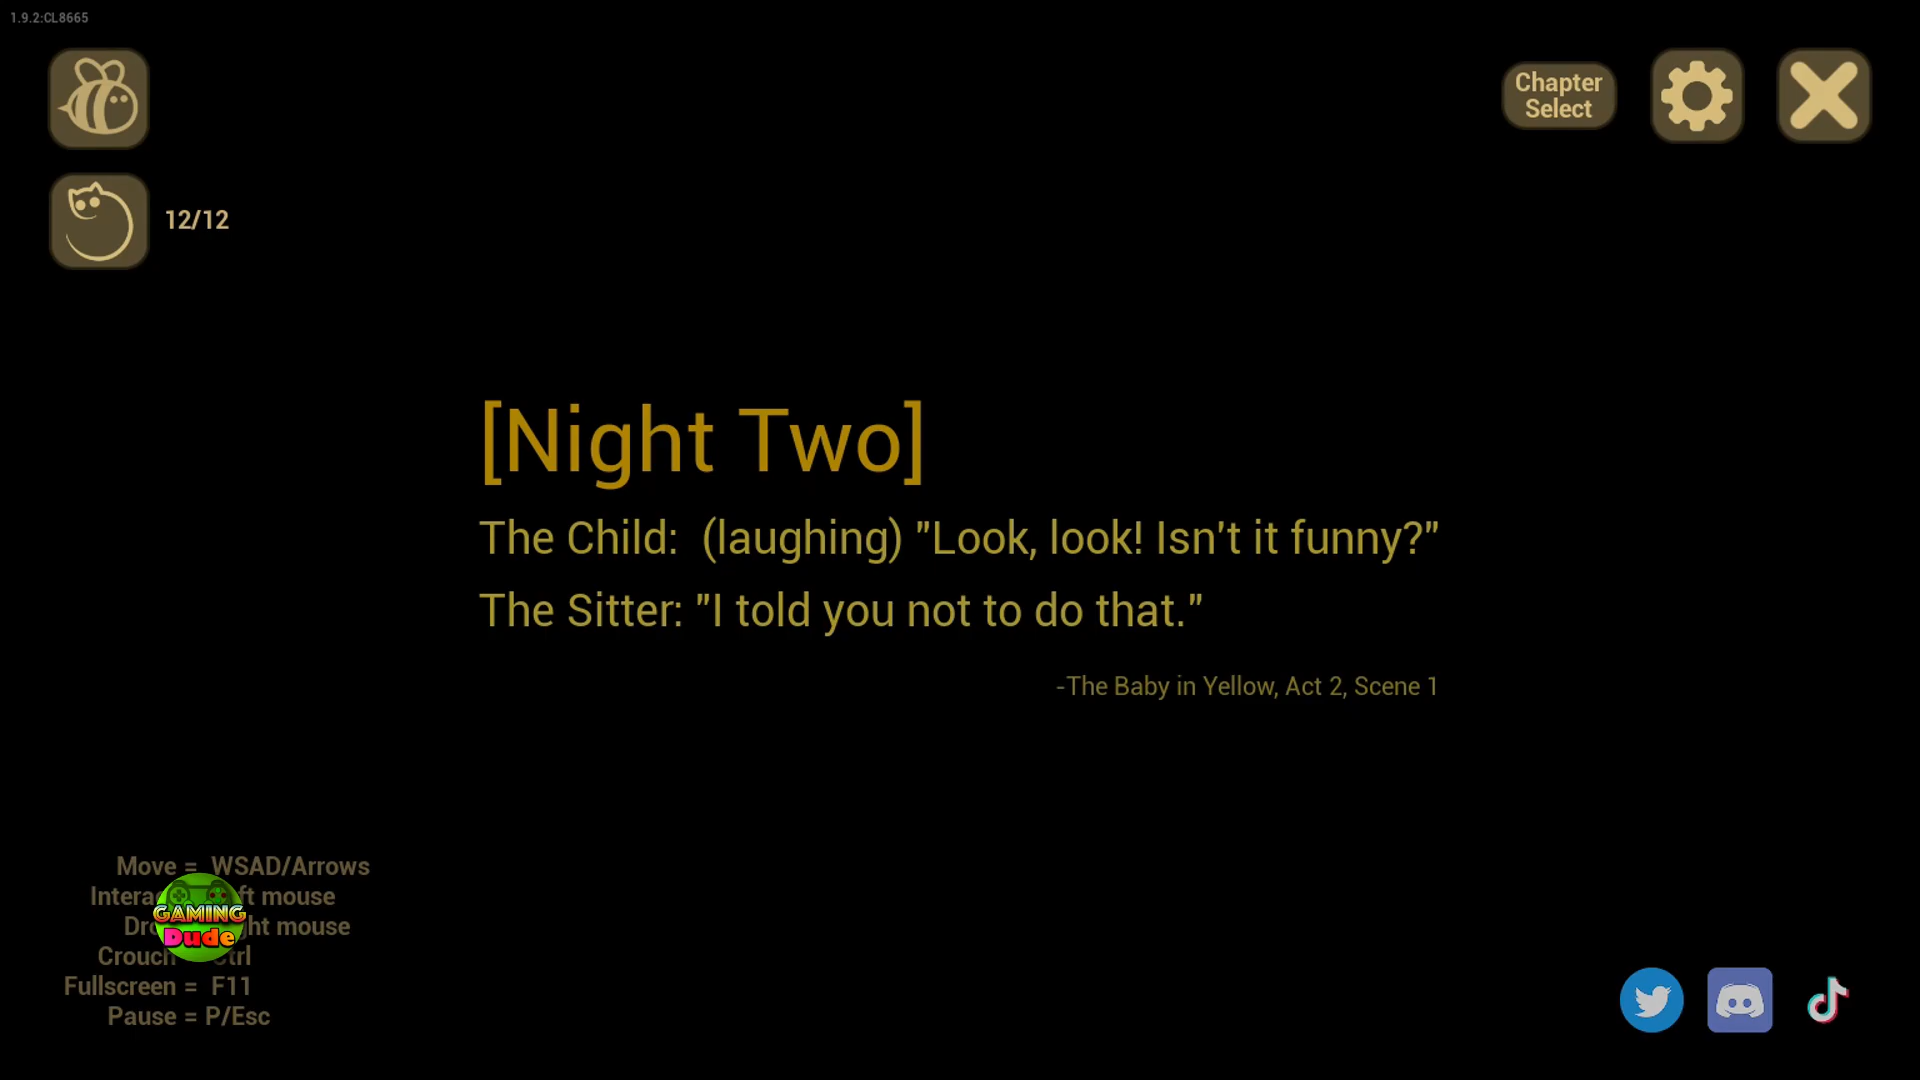 1.9.2:CL8665
Chapter
Select
12/12
[Night Two]
The Child:  (laughing) "Look, look! Isn't it funny?"
The Sitter: "I told you not to do that."
-The Baby in Yellow, Act 2, Scene 1
Move = WSAD/Arrows
mouse
mouse
Crouch
Fullscreen = F11
Pause = P/Esc
GAMING
Dude